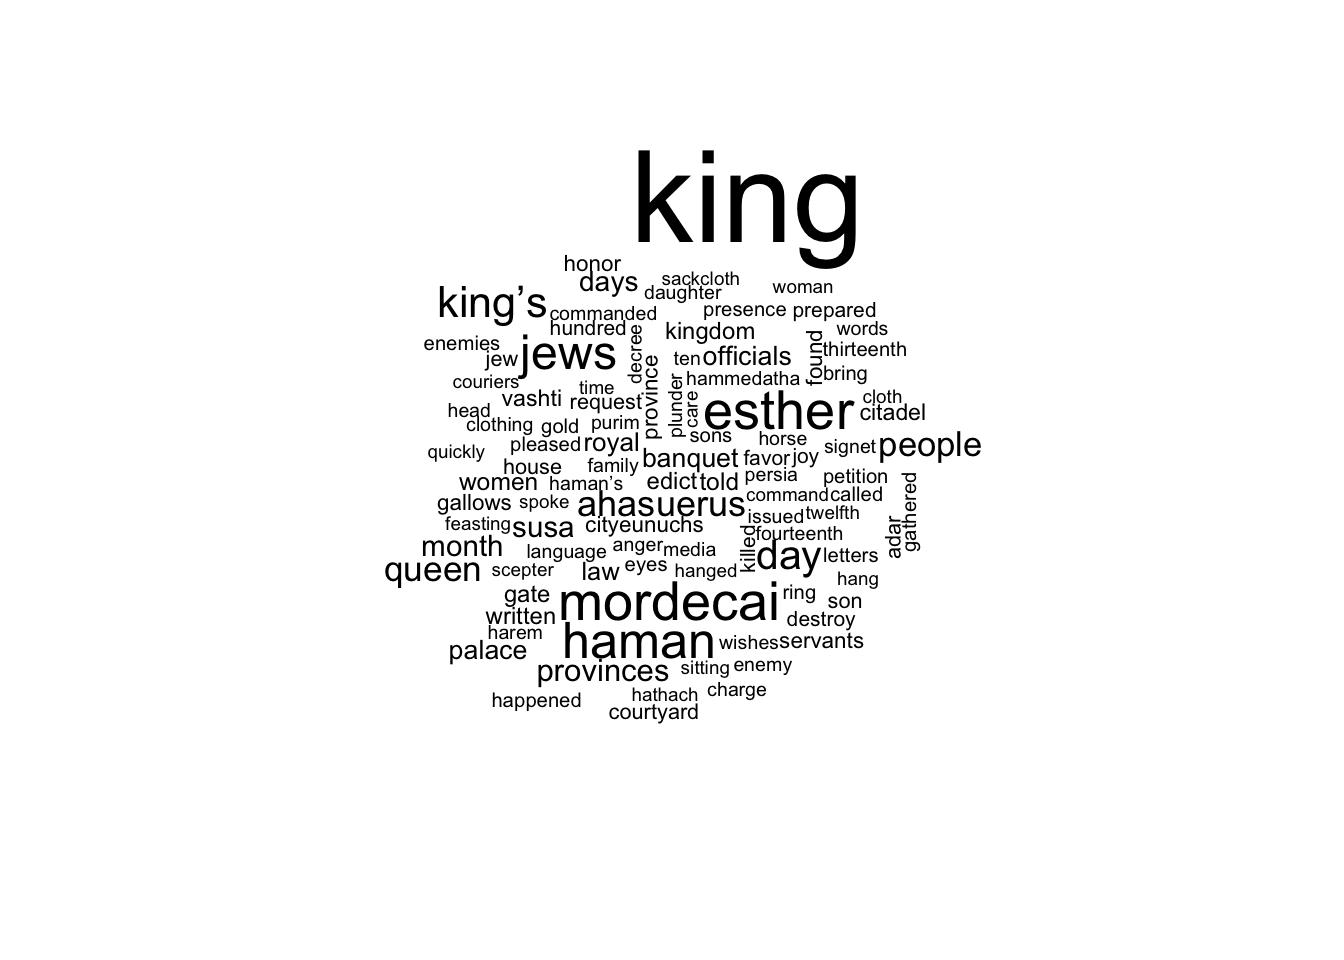 king
honor
days
sackcloth
daughter
woman
king's
commanded
presence
prepared
hundred
kingdom
words
enemies
jew
jews
decree
province
ten
officials
found
thirteenth
couriers
time
plunder
care
hammedatha
bring
vashti
request
esther
cloth
head
clothing
gold
purim
citadel
quickly
pleased
royal
sons
horse
signet
people
house
family
banquet
favor
joy
women
haman's
edict
told
persia
petition
gallows
spoke
ahasuerus
command
called
gathered
feasting
susa
city
eunuchs
issued
twelfth
adar
month
language
anger
media
killed
fourteenth
day
letters
queen
scepter
law
eyes
hanged
hang
gate
mordecai
ring
son
written
destroy
harem
haman
wishes
servants
palace
provinces
sitting
enemy
happened
hathach
charge
courtyard